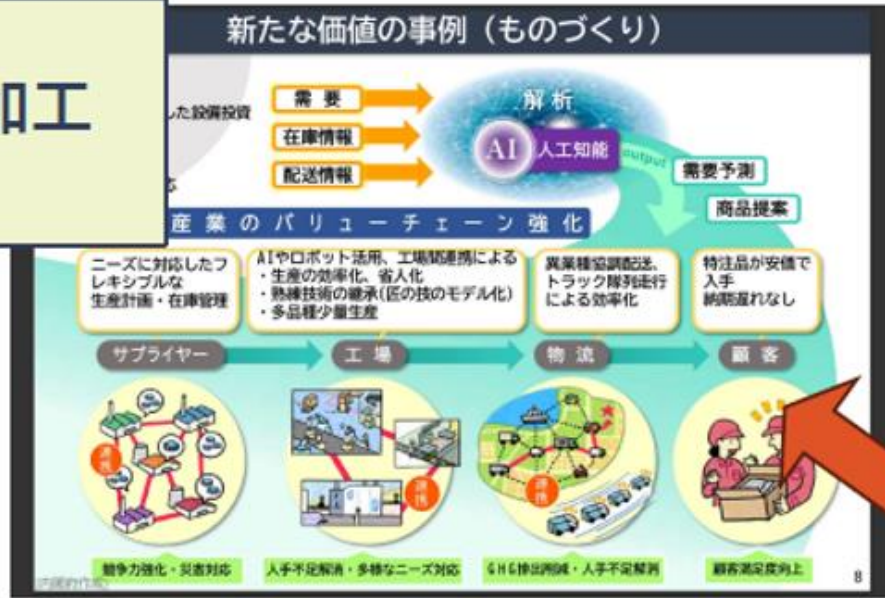 新たな価値の事例（ものづくり）
加工
した設備投資
需要
在庫情報
配送情報
解析
AI 人工知能
output
需要予測
商品提案
産業のバリューチェーン強化
ニーズに対応したフ
レキシブルな
生産計画・在庫管理
AIやロボット活用、工場間連携による
・生産の効率化、省人化
・熟練技術の継承(匠の技のモデル化)
・多品種少量生産
異業種協調配送、
トラック隊列走行
による効率化
特注品が安価で
入手
納期遅れなし
サプライヤー
工場
物流
顧客
連携
連携
連携
競争力強化・災害対応
人手不足解消・多様なニーズ対応
GHG排出削減・人手不足解消
顧客満足度向上
8